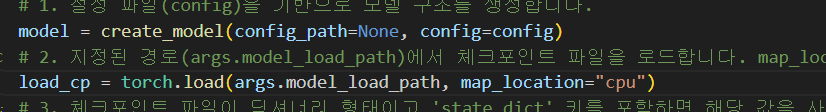 # 1. 설정 파일(config)을 기반으로 모델 구조를 생성합니다.
model = create_model(config_path=None, config=config)
# 2. 지정된 경로(args.model_load_path)에서 체크포인트 파일을 로드합니다. map_loc
load_cp = torch.load(args.model_load_path, map_location="cpu")
# 3. 체크포인트 파일이 딕셔너리 형태이고 'state_dict' 키를 포함하면 해당 값을